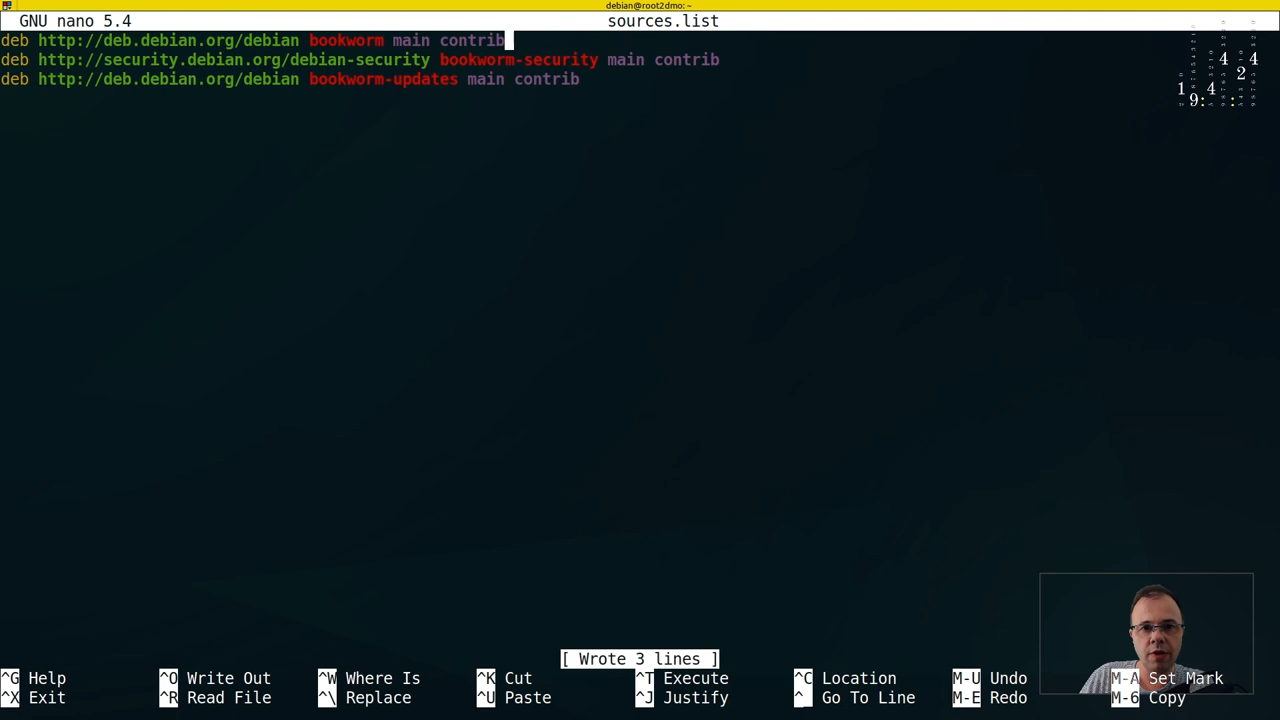 debian@root2dmo: ~
GNU nano 5.4 sources.list
deb http://deb.debian.org/debian bookworm main contrib
deb http://security.debian.org/debian-security bookworm-security main contrib
deb http://deb.debian.org/debian bookworm-updates main contrib
[ Wrote 3 lines ]
^G Help ^O Write Out ^W Where Is ^K Cut ^T Execute ^C Location M-U Undo M-A Set Mark
^X Exit ^R Read File ^\ Replace ^U Paste ^J Justify ^_ Go To Line M-E Redo M-6 Copy